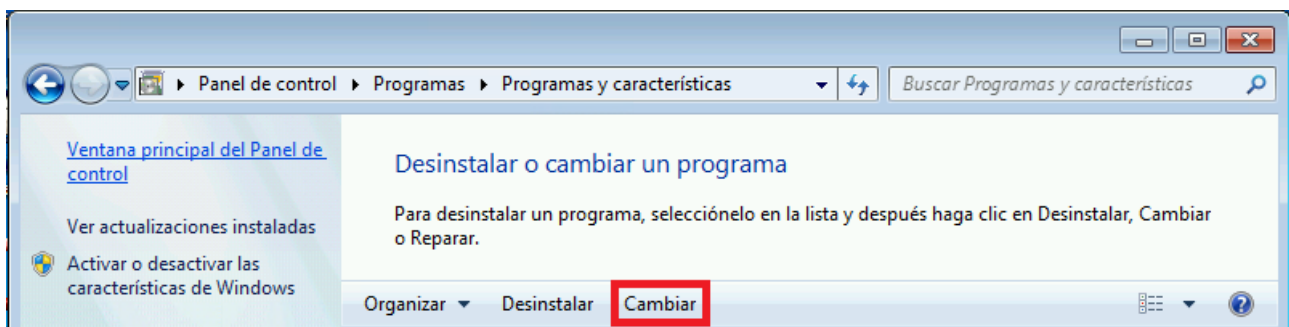 Panel de control Programas Programas y características
Buscar Programas y características
Ventana principal del Panel de
control
Ver actualizaciones instaladas
Activar o desactivar las
características de Windows
Desinstalar o cambiar un programa
Para desinstalar un programa, selecciónelo en la lista y después haga clic en Desinstalar, Cambiar
o Reparar.
Organizar Desinstalar Cambiar